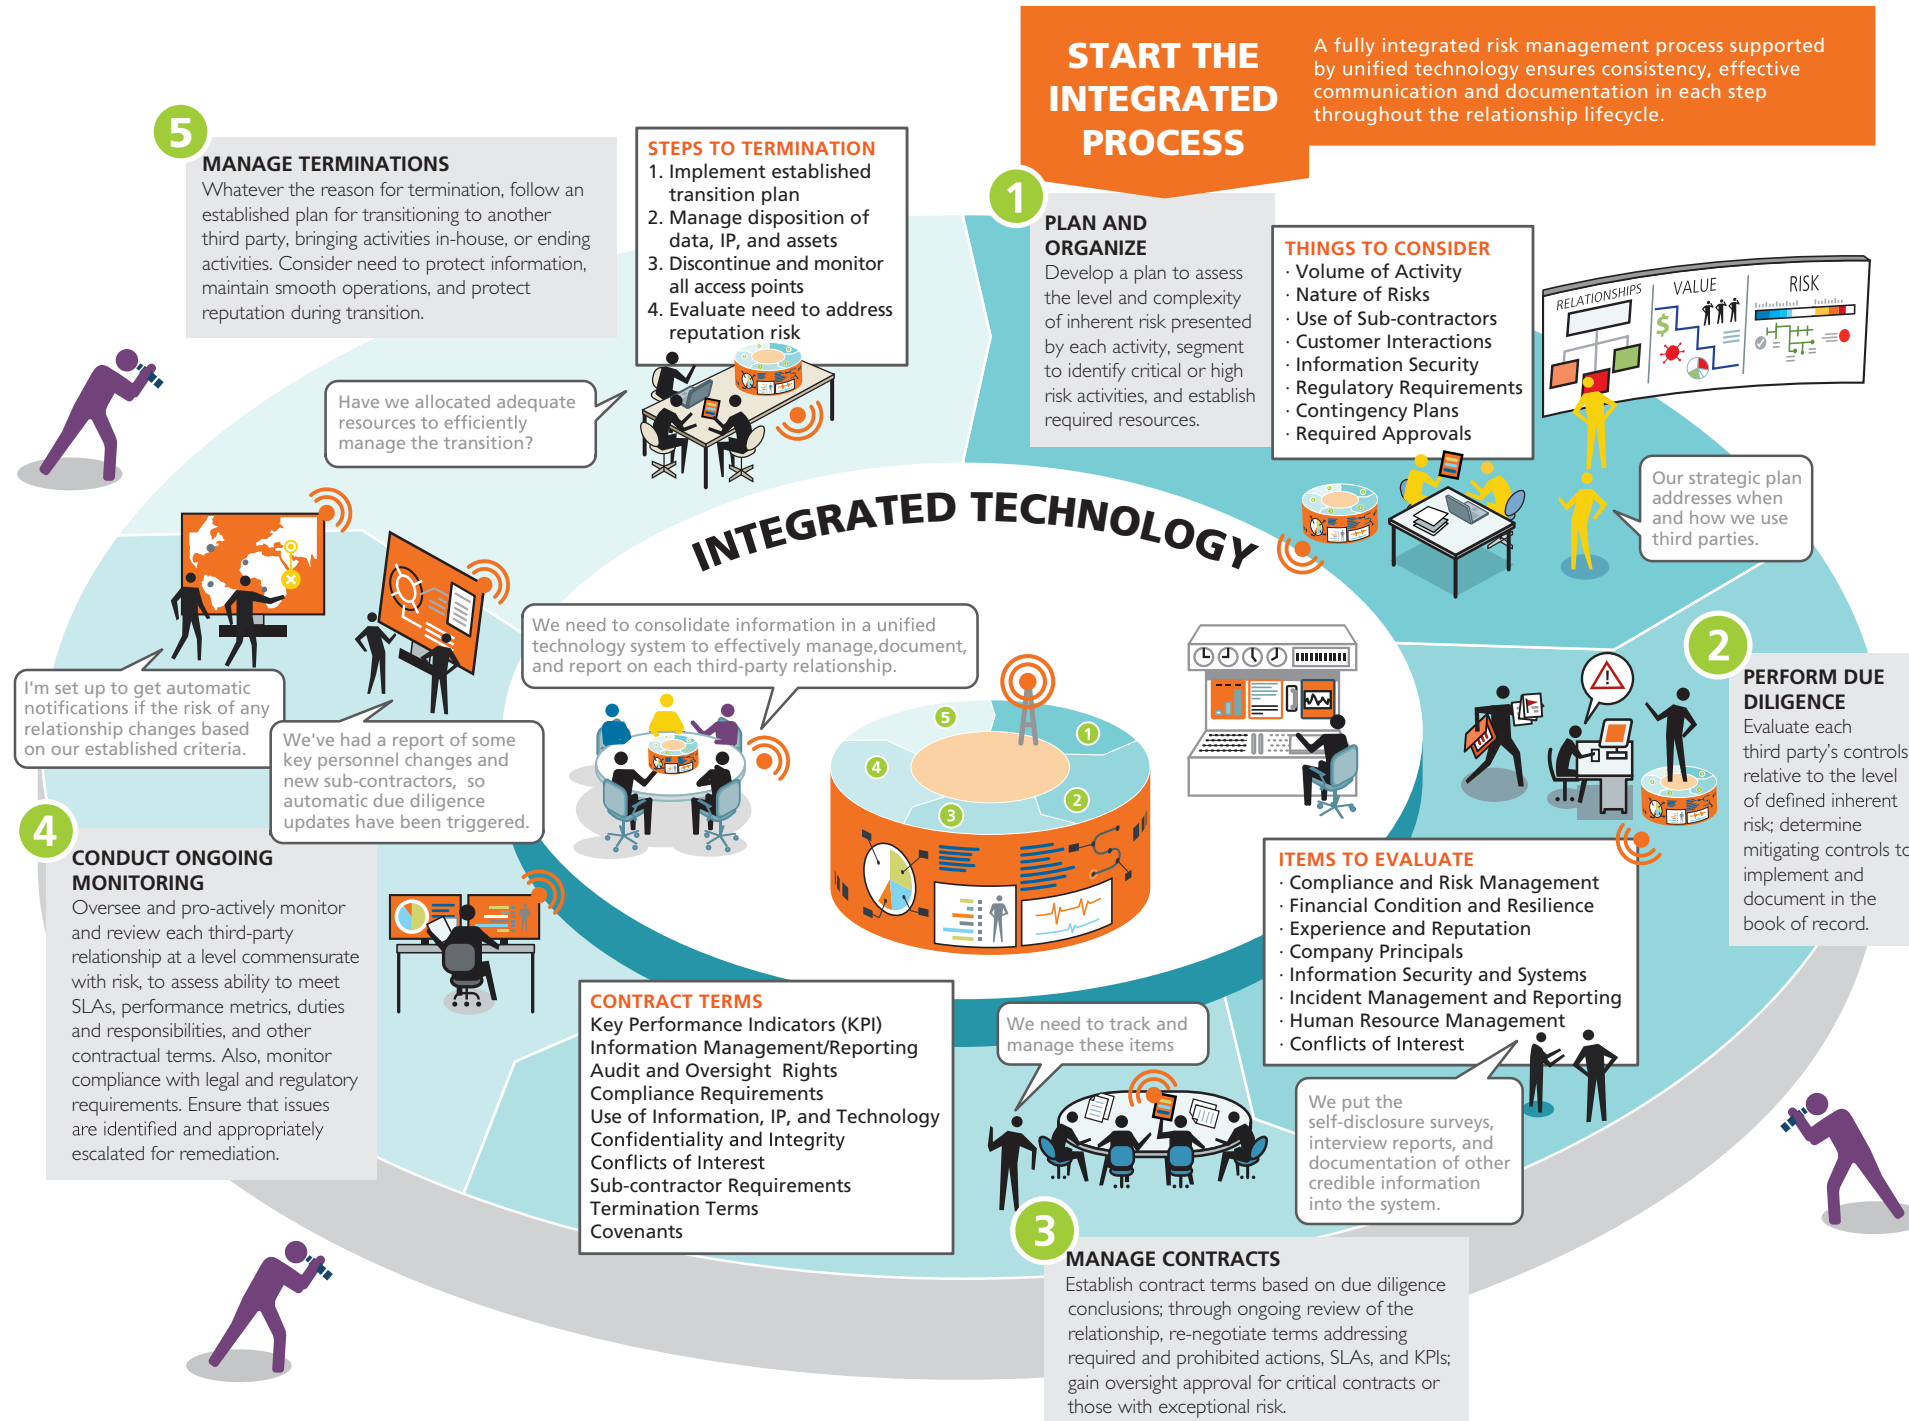 START THE
INTEGRATED
PROCESS
A fully integrated risk management process supported
by unified technology ensures consistency, effective
communication and documentation in each step
throughout the relationship lifecycle.
1
PLAN AND
ORGANIZE
Develop a plan to assess
the level and complexity
of inherent risk presented
by each activity, segment
to identify critical or high
risk activities, and establish
required resources.
THINGS TO CONSIDER
· Volume of Activity
· Nature of Risks
· Use of Sub-contractors
· Customer Interactions
· Information Security
· Regulatory Requirements
· Contingency Plans
· Required Approvals
RELATIONSHIPS
VALUE
RISK
$
Our strategic plan
addresses when
and how we use
third parties.
2
PERFORM DUE
DILIGENCE
Evaluate each
third party's controls
relative to the level
of defined inherent
risk; determine
mitigating controls to
implement and
document in the
book of record.
!
ITEMS TO EVALUATE
· Compliance and Risk Management
· Financial Condition and Resilience
· Experience and Reputation
· Company Principals
· Information Security and Systems
· Incident Management and Reporting
· Human Resource Management
· Conflicts of Interest
We put the
self-disclosure surveys,
interview reports, and
documentation of other
credible information
into the system.
3
MANAGE CONTRACTS
Establish contract terms based on due diligence
conclusions; through ongoing review of the
relationship, re-negotiate terms addressing
required and prohibited actions, SLAs, and KPIs;
gain oversight approval for critical contracts or
those with exceptional risk.
We need to track and
manage these items
CONTRACT TERMS
Key Performance Indicators (KPI)
Information Management/Reporting
Audit and Oversight Rights
Compliance Requirements
Use of Information, IP, and Technology
Confidentiality and Integrity
Conflicts of Interest
Sub-contractor Requirements
Termination Terms
Covenants
4
CONDUCT ONGOING
MONITORING
Oversee and pro-actively monitor
and review each third-party
relationship at a level commensurate
with risk, to assess ability to meet
SLAs, performance metrics, duties
and responsibilities, and other
contractual terms. Also, monitor
compliance with legal and regulatory
requirements. Ensure that issues
are identified and appropriately
escalated for remediation.
I'm set up to get automatic
notifications if the risk of any
relationship changes based
on our established criteria.
We've had a report of some
key personnel changes and
new sub-contractors, so
automatic due diligence
updates have been triggered.
5
MANAGE TERMINATIONS
Whatever the reason for termination, follow an
established plan for transitioning to another
third party, bringing activities in-house, or ending
activities. Consider need to protect information,
maintain smooth operations, and protect
reputation during transition.
STEPS TO TERMINATION
1. Implement established
transition plan
2. Manage disposition of
data, IP, and assets
3. Discontinue and monitor
all access points
4. Evaluate need to address
reputation risk
Have we allocated adequate
resources to efficiently
manage the transition?
INTEGRATED TECHNOLOGY
We need to consolidate information in a unified
technology system to effectively manage,document,
and report on each third-party relationship.
5
1
4
2
3